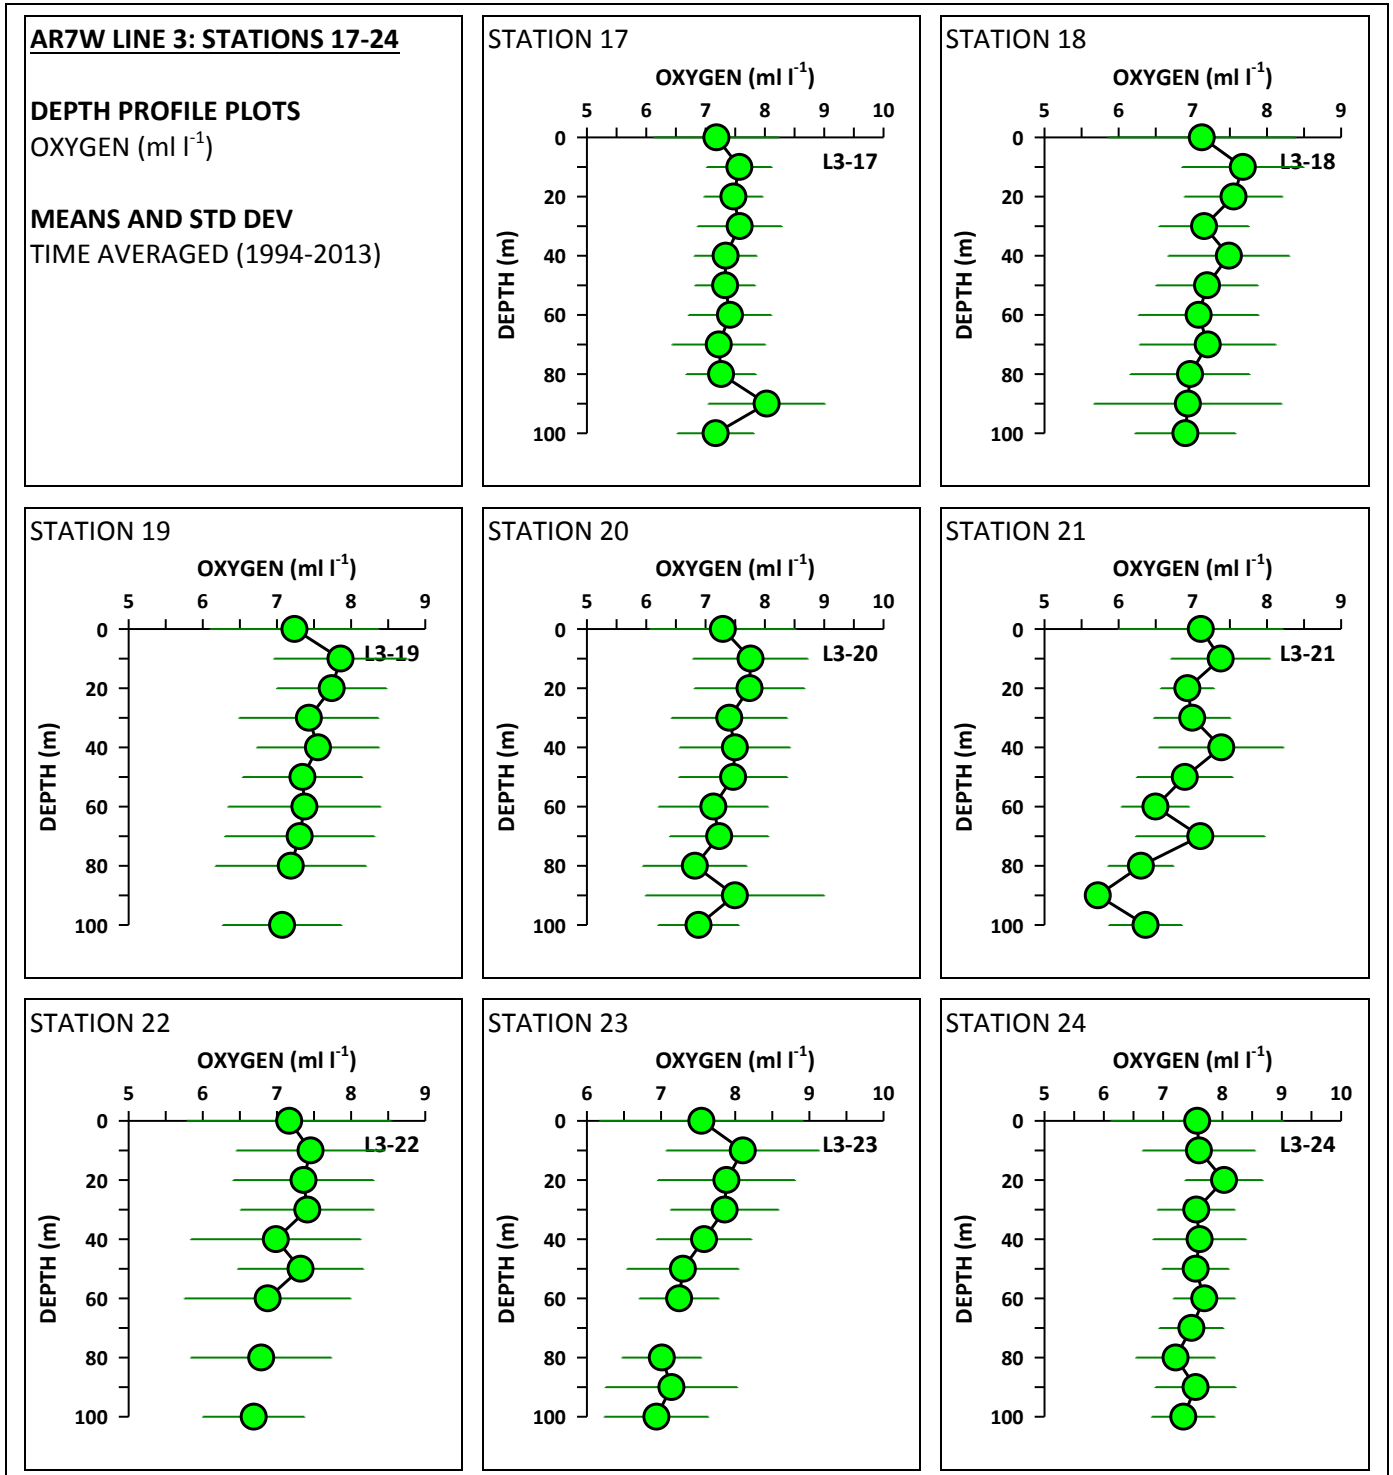 AR7W LINE 3: STATIONS 17-24
DEPTH PROFILE PLOTS
OXYGEN (ml l⁻¹)
MEANS AND STD DEV
TIME AVERAGED (1994-2013)
STATION 17
OXYGEN (ml l⁻¹)
5 6 7 8 9 10
L3-17
DEPTH (m)
0
20
40
60
80
100
STATION 18
OXYGEN (ml l⁻¹)
5 6 7 8 9
L3-18
DEPTH (m)
0
20
40
60
80
100
STATION 19
OXYGEN (ml l⁻¹)
5 6 7 8 9
L3-19
DEPTH (m)
0
20
40
60
80
100
STATION 20
OXYGEN (ml l⁻¹)
5 6 7 8 9 10
L3-20
DEPTH (m)
0
20
40
60
80
100
STATION 21
OXYGEN (ml l⁻¹)
5 6 7 8 9
L3-21
DEPTH (m)
0
20
40
60
80
100
STATION 22
OXYGEN (ml l⁻¹)
5 6 7 8 9
L3-22
DEPTH (m)
0
20
40
60
80
100
STATION 23
OXYGEN (ml l⁻¹)
6 7 8 9 10
L3-23
DEPTH (m)
0
20
40
60
80
100
STATION 24
OXYGEN (ml l⁻¹)
5 6 7 8 9 10
L3-24
DEPTH (m)
0
20
40
60
80
100